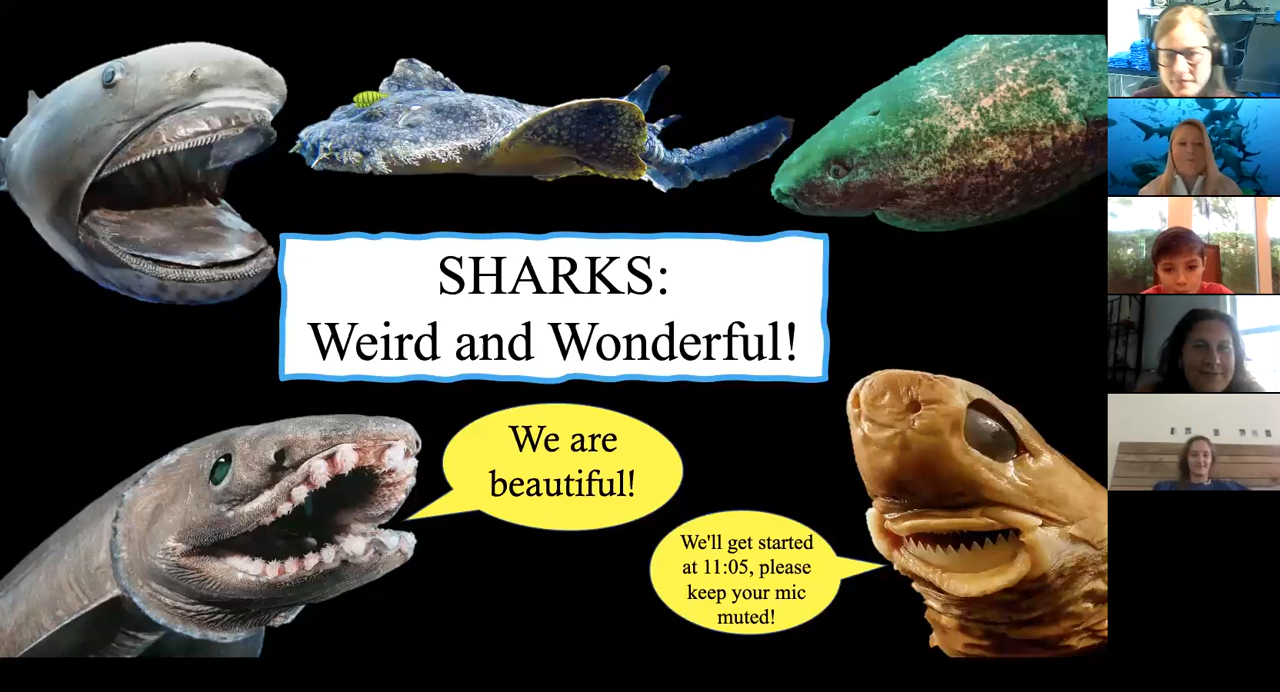 SHARKS:
Weird and Wonderful!
We are
beautiful!
We'll get started
at 11:05, please
keep your mic
muted!